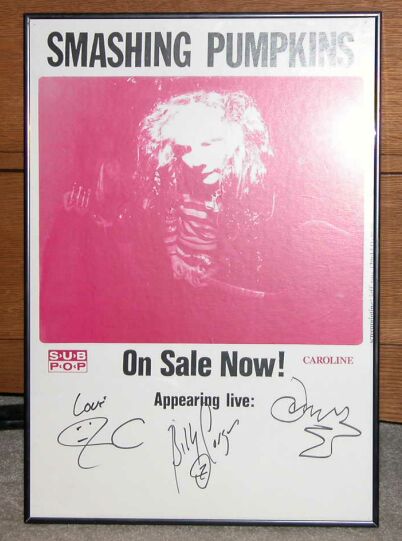 SMASHING PUMPKINS
SUB
POP
On Sale Now!
CAROLINE
Appearing live:
Love
Billy Corgan